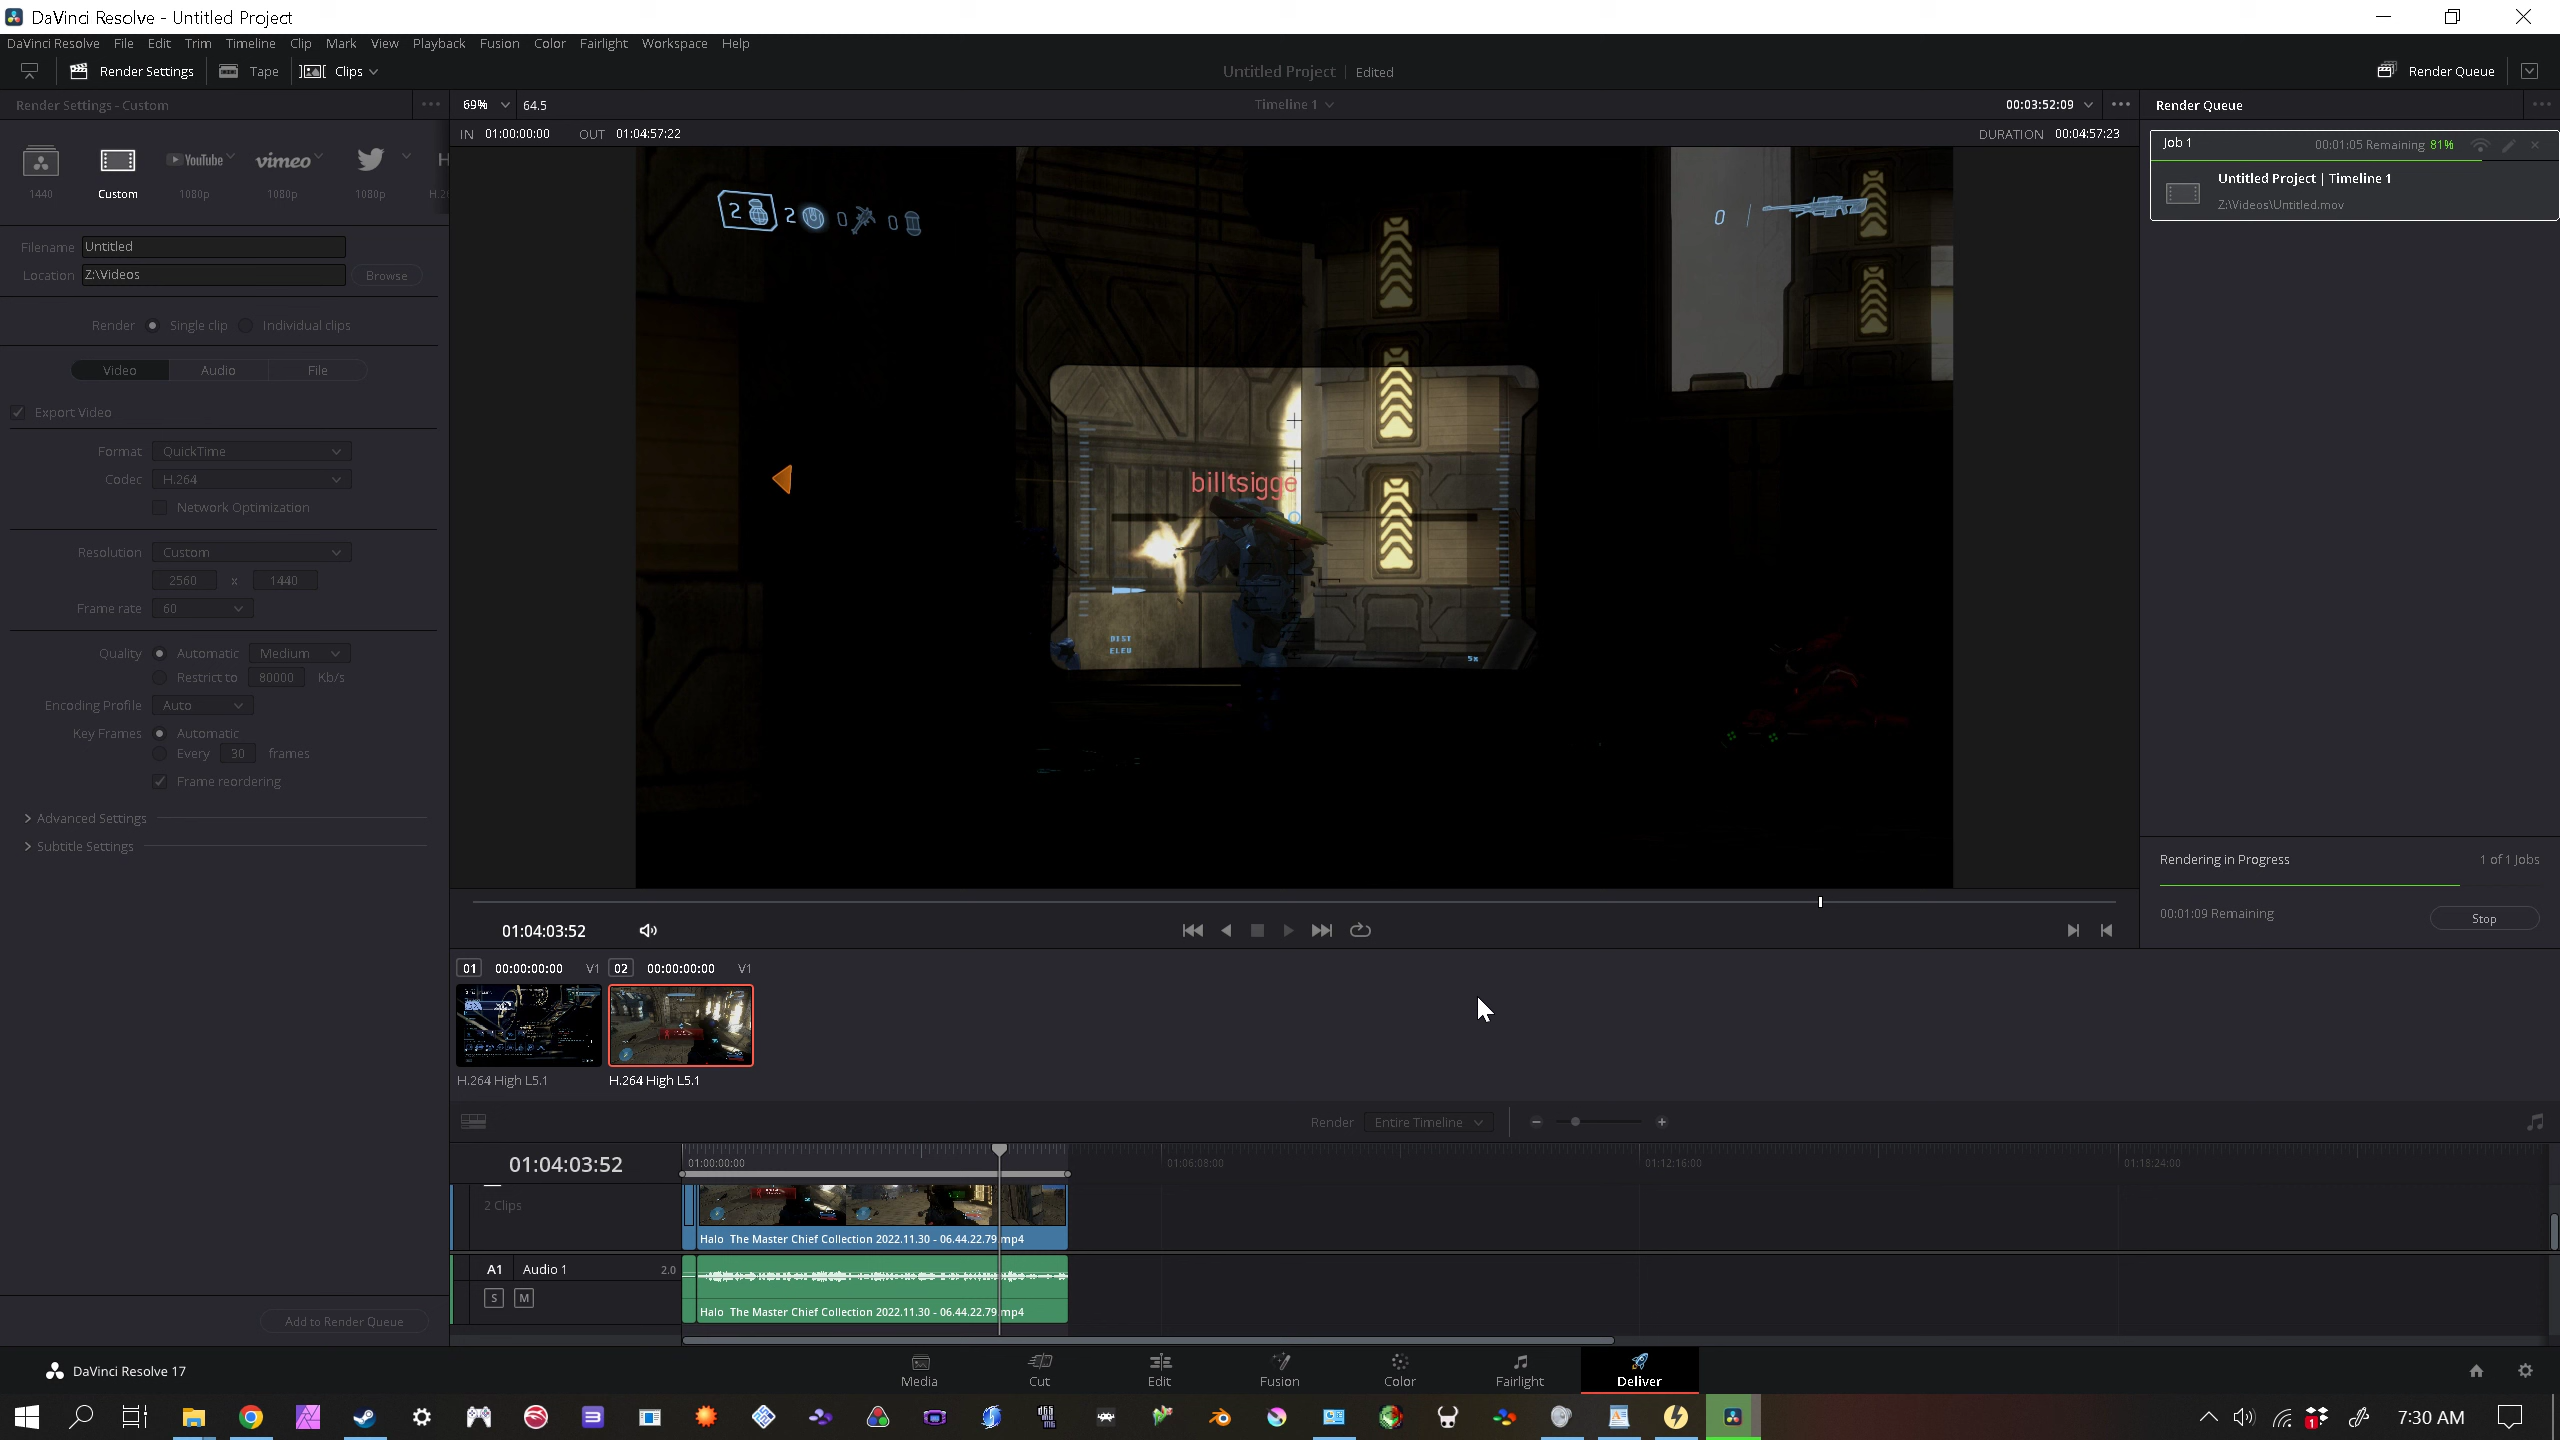 DaVinci Resolve - Untitled Project
DaVinci Resolve File Edit Trim Timeline Clip Mark View Playback Fusion Color Fairlight Workspace Help
Render Settings Tape Clips Untitled Project Edited Render Queue
Render Settings - Custom
69% 64.5 Timeline 1 00:03:52:09
Render Queue
IN 01:00:00:00 OUT 01:04:57:22 DURATION 00:04:57:23
1440
Custom
YouTube
1080p
vimeo
1080p
1080p
Filename Untitled
Location Z:\Videos Browse
Render Single clip Individual clips
Video Audio File
Export Video
Format QuickTime
Codec H.264
Network Optimization
Resolution Custom
2560 x 1440
Frame rate 60
Quality Automatic Medium
Restrict to 80000 Kb/s
Encoding Profile Auto
Key Frames Automatic
Every 30 frames
Frame reordering
Advanced Settings
Subtitle Settings
Add to Render Queue
2 2 0 0
0
billtsigge
DIST
ELEV
5x
Job 1 00:01:05 Remaining 81%
Untitled Project | Timeline 1
Z:\Videos\Untitled.mov
Rendering in Progress 1 of 1 Jobs
00:01:09 Remaining Stop
01:04:03:52
01 00:00:00:00 V1 02 00:00:00:00 V1
H.264 High L5.1 H.264 High L5.1
Render Entire Timeline
01:04:03:52 01:00:00:00 01:06:08:00 01:12:16:00 01:18:24:00
2 Clips
Halo The Master Chief Collection 2022.11.30 - 06.44.22.79.mp4
A1 Audio 1 2.0
S M
Halo The Master Chief Collection 2022.11.30 - 06.44.22.79.mp4
DaVinci Resolve 17
Media Cut Edit Fusion Color Fairlight Deliver
7:30 AM